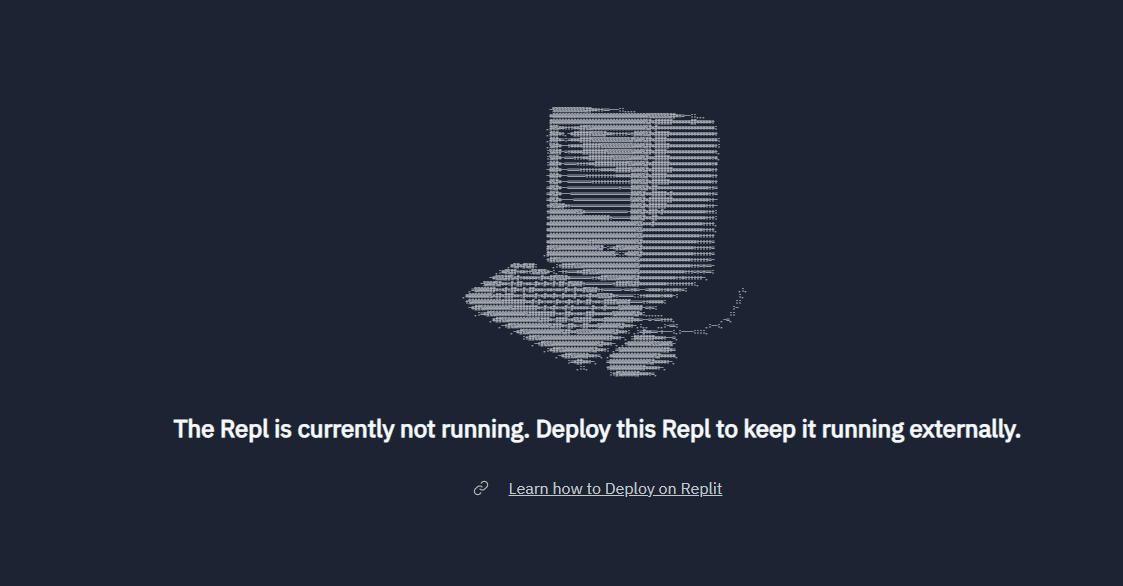 The Repl is currently not running. Deploy this Repl to keep it running externally.
Learn how to Deploy on Replit